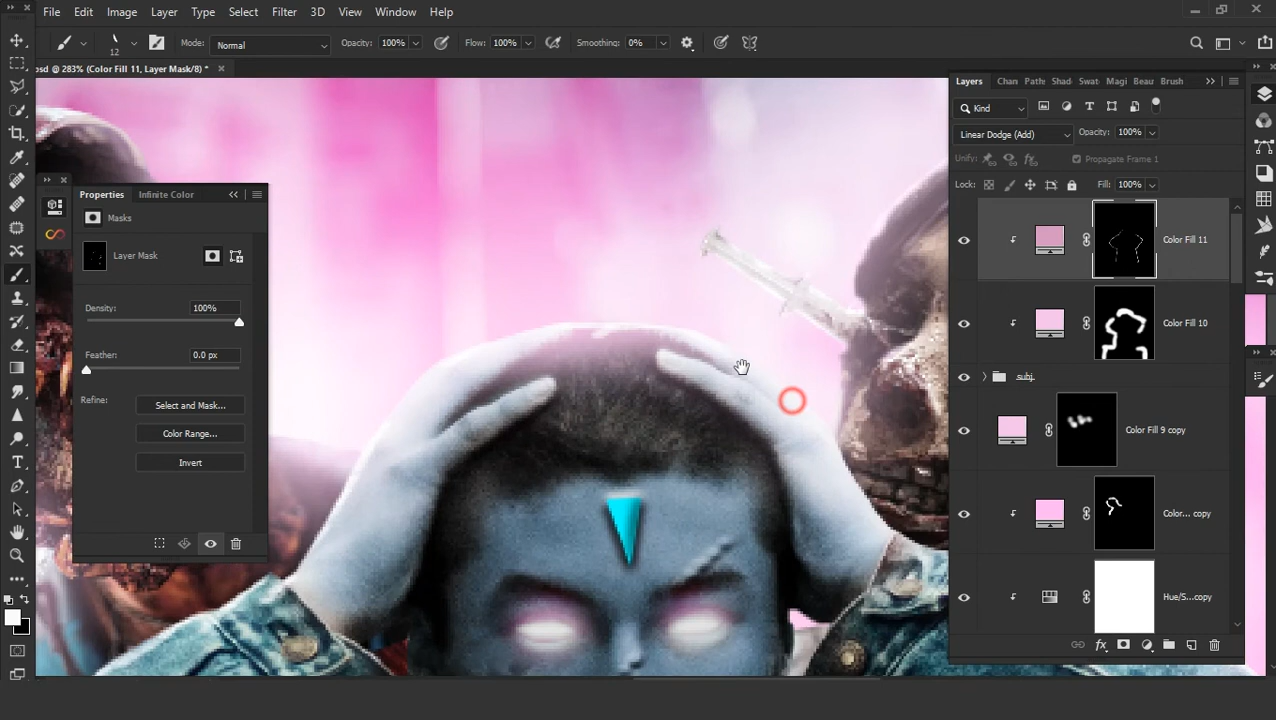 File Edit Image Layer Type Select Filter 3D View Window Help
12 Mode: Normal Opacity: 100% Flow: 100% Smoothing: 0%
psd @ 283% (Color Fill 11, Layer Mask/8) *
Properties Infinite Color
Masks
Layer Mask
Density: 100%
Feather: 0.0 px
Refine: Select and Mask...
Color Range...
Invert
Layers Chan Path Shad Swat Magi Beau Brush
Kind
Linear Dodge (Add) Opacity: 100%
Unify: Propagate Frame 1
Lock: Fill: 100%
Color Fill 11
Color Fill 10
subj.
Color Fill 9 copy
Color... copy
Hue/S...copy
fx